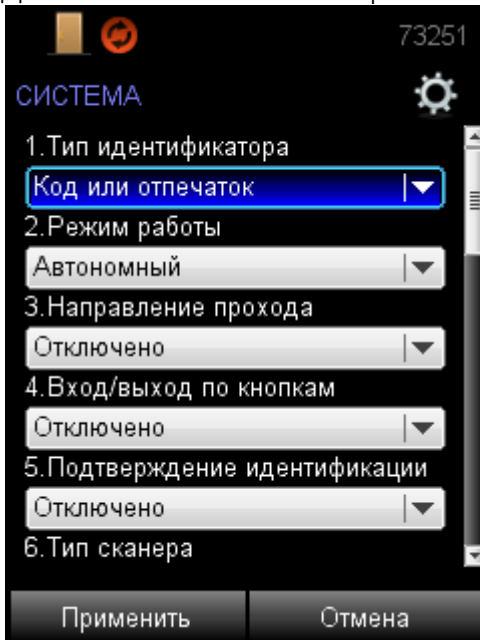 73251
СИСТЕМА
1.Тип идентификатора
Код или отпечаток
2.Режим работы
Автономный
3.Направление прохода
Отключено
4.Вход/выход по кнопкам
Отключено
5.Подтверждение идентификации
Отключено
6.Тип сканера
Применить Отмена